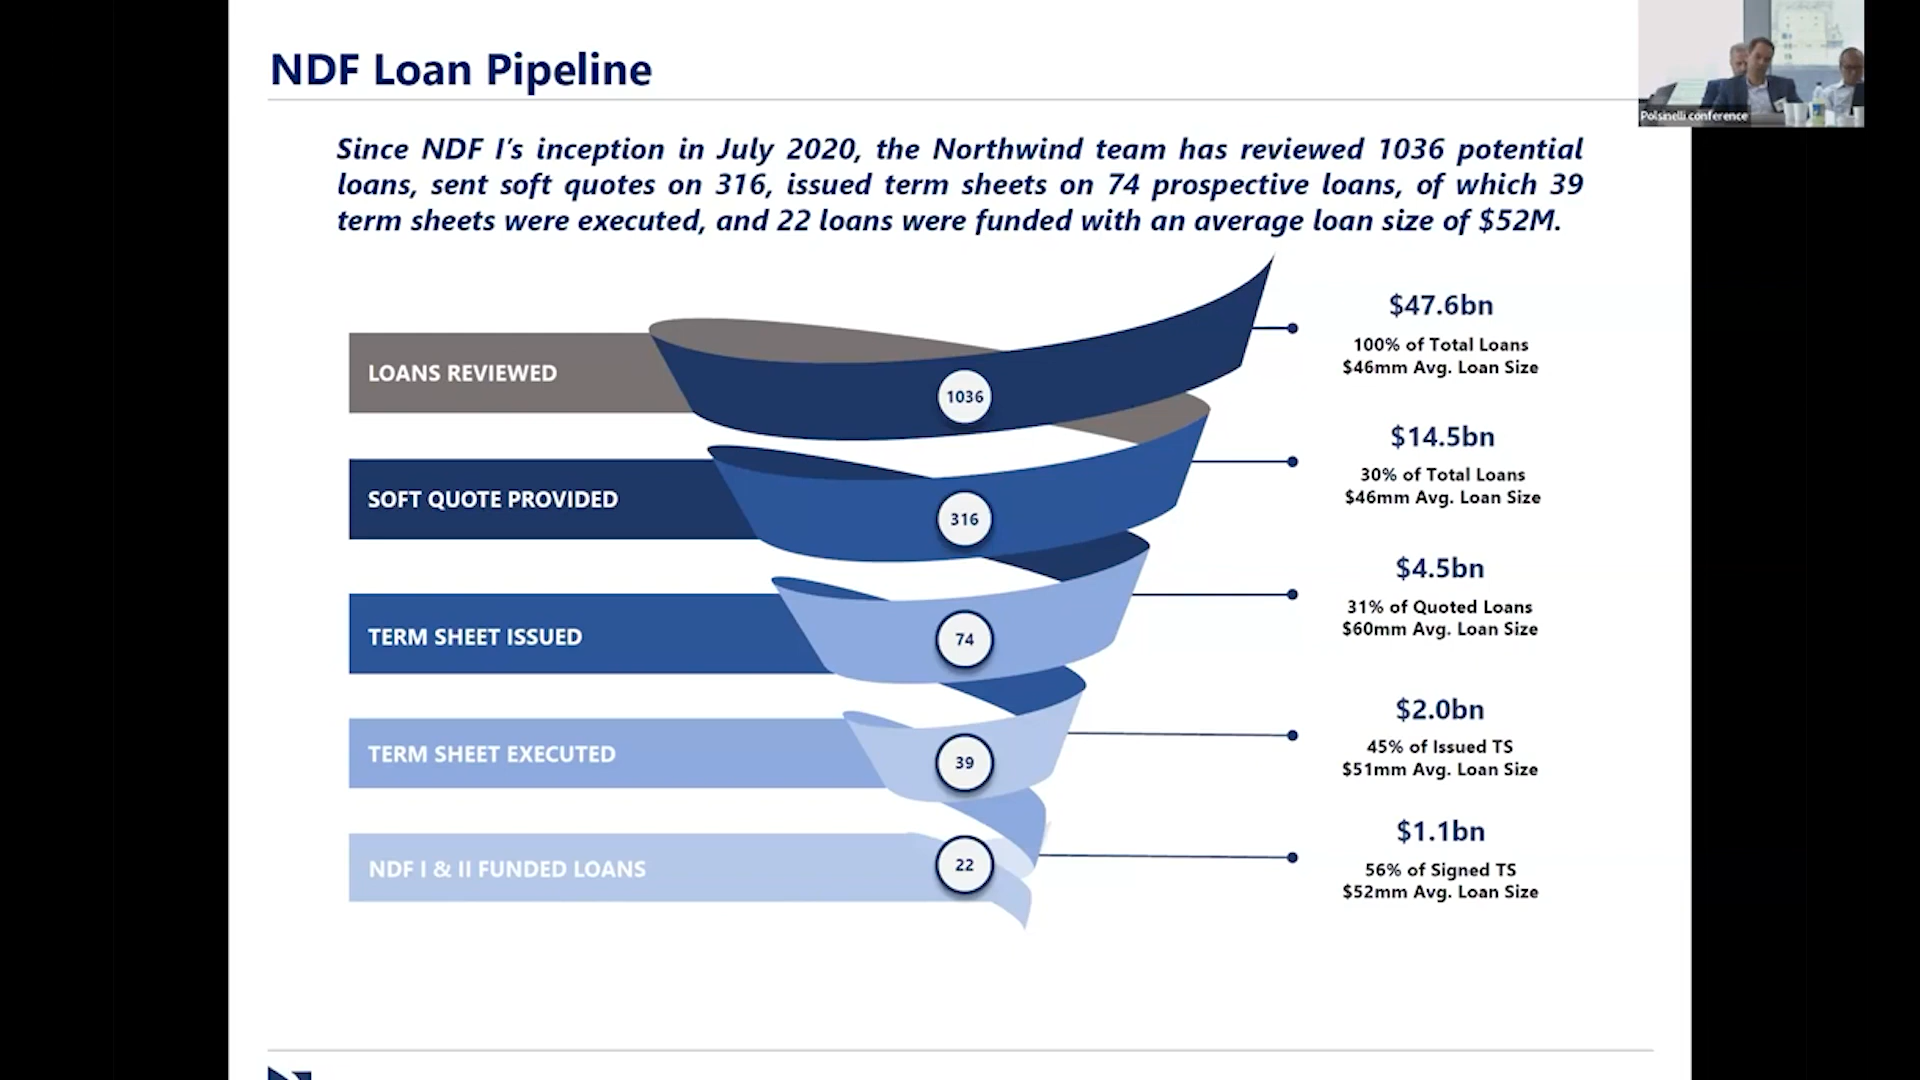 NDF Loan Pipeline
Polsinelli conference
Since NDF I's inception in July 2020, the Northwind team has reviewed 1036 potential
loans, sent soft quotes on 316, issued term sheets on 74 prospective loans, of which 39
term sheets were executed, and 22 loans were funded with an average loan size of $52M.
LOANS REVIEWED
1036
$47.6bn
100% of Total Loans
$46mm Avg. Loan Size
SOFT QUOTE PROVIDED
316
$14.5bn
30% of Total Loans
$46mm Avg. Loan Size
TERM SHEET ISSUED
74
$4.5bn
31% of Quoted Loans
$60mm Avg. Loan Size
TERM SHEET EXECUTED
39
$2.0bn
45% of Issued TS
$51mm Avg. Loan Size
NDF I & II FUNDED LOANS
22
$1.1bn
56% of Signed TS
$52mm Avg. Loan Size